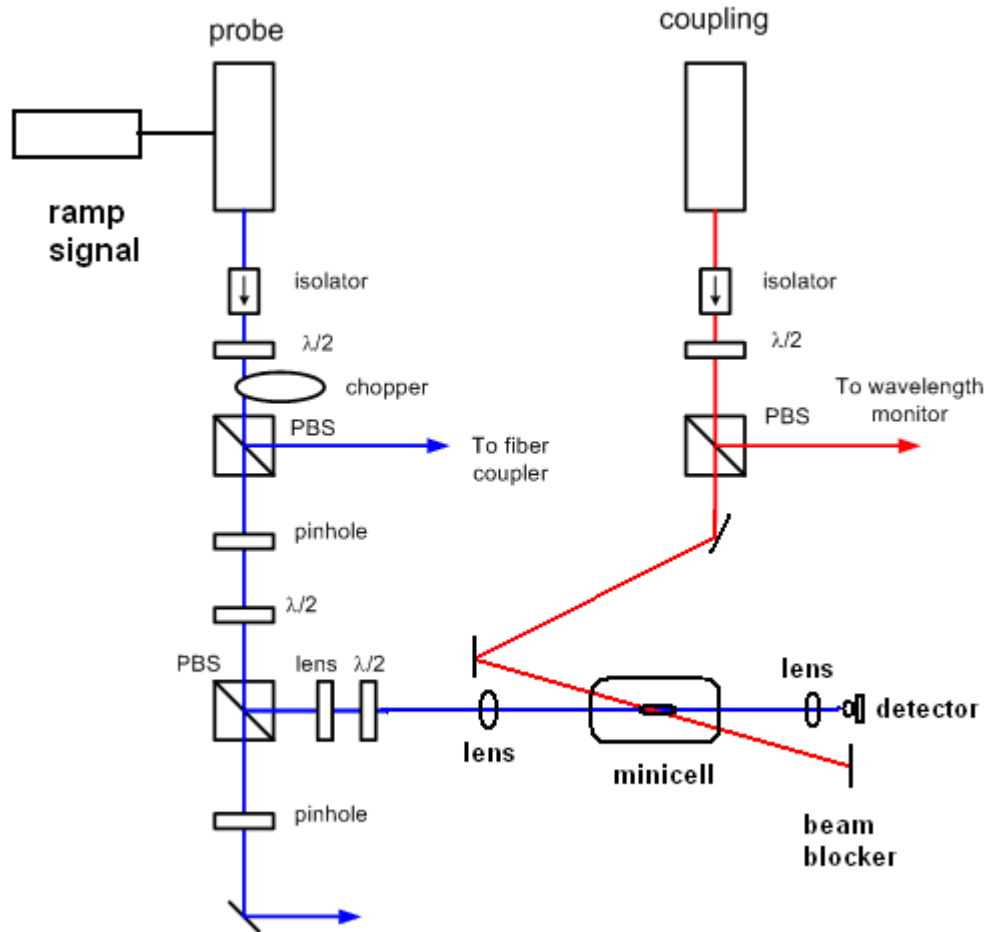 probe
coupling
ramp
signal
isolator
isolator
λ/2
λ/2
chopper
PBS
To fiber
coupler
PBS
To wavelength
monitor
pinhole
λ/2
PBS
lens
λ/2
lens
lens
detector
minicell
pinhole
beam
blocker